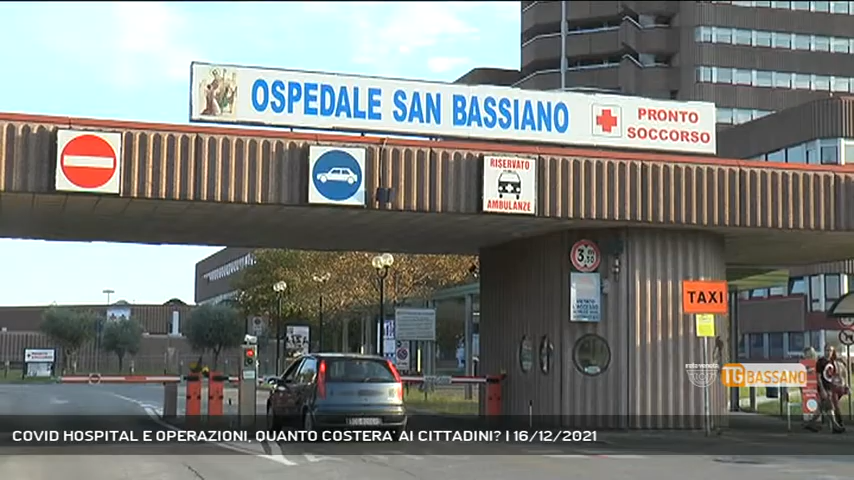 OSPEDALE SAN BASSIANO
PRONTO
SOCCORSO
RISERVATO
AMBULANZE
TAXI
TG BASSANO
COVID HOSPITAL E OPERAZIONI, QUANTO COSTERA' AI CITTADINI? | 16/12/2021